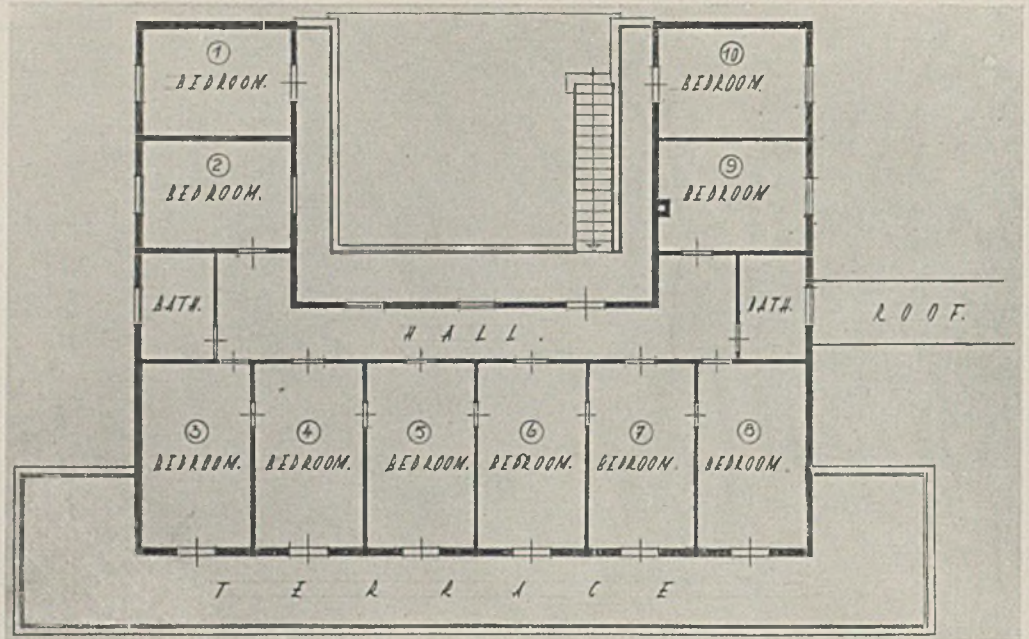 1
BEDROOM.
10
BEDROOM.
2
BEDROOM.
9
BEDROOM
BATH.
BATH.
ROOF.
HALL.
3
BEDROOM.
4
BEDROOM.
5
BEDROOM.
6
BEDROOM.
7
BEDROOM.
8
BEDROOM.
TERRACE